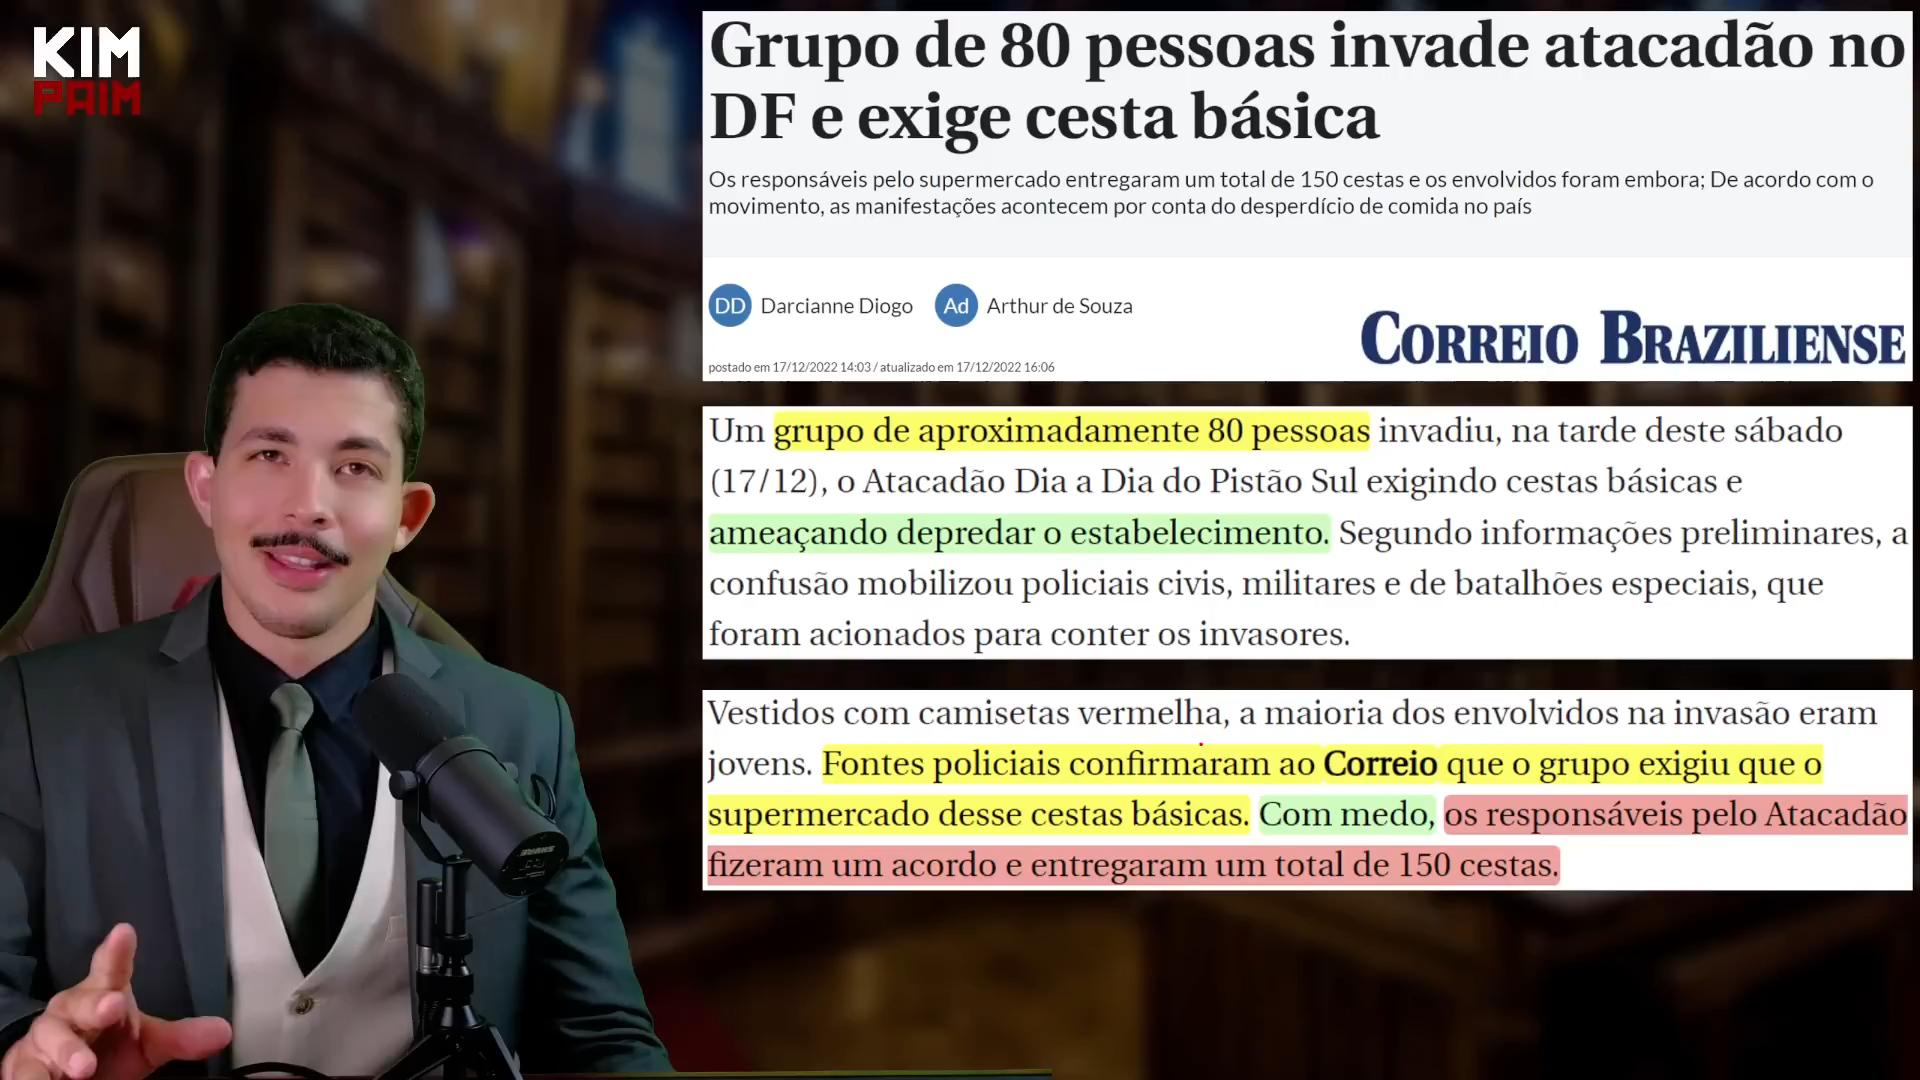 KIM
PAIM
Grupo de 80 pessoas invade atacadão no
DF e exige cesta básica
Os responsáveis pelo supermercado entregaram um total de 150 cestas e os envolvidos foram embora; De acordo com o
movimento, as manifestações acontecem por conta do desperdício de comida no país
DD Darcianne Diogo Ad Arthur de Souza
CORREIO BRAZILIENSE
postado em 17/12/2022 14:03 / atualizado em 17/12/2022 16:06
Um grupo de aproximadamente 80 pessoas invadiu, na tarde deste sábado
(17/12), o Atacadão Dia a Dia do Pistão Sul exigindo cestas básicas e
ameaçando depredar o estabelecimento. Segundo informações preliminares, a
confusão mobilizou policiais civis, militares e de batalhões especiais, que
foram acionados para conter os invasores.
Vestidos com camisetas vermelha, a maioria dos envolvidos na invasão eram
jovens. Fontes policiais confirmaram ao Correio que o grupo exigiu que o
supermercado desse cestas básicas. Com medo, os responsáveis pelo Atacadão
fizeram um acordo e entregaram um total de 150 cestas.